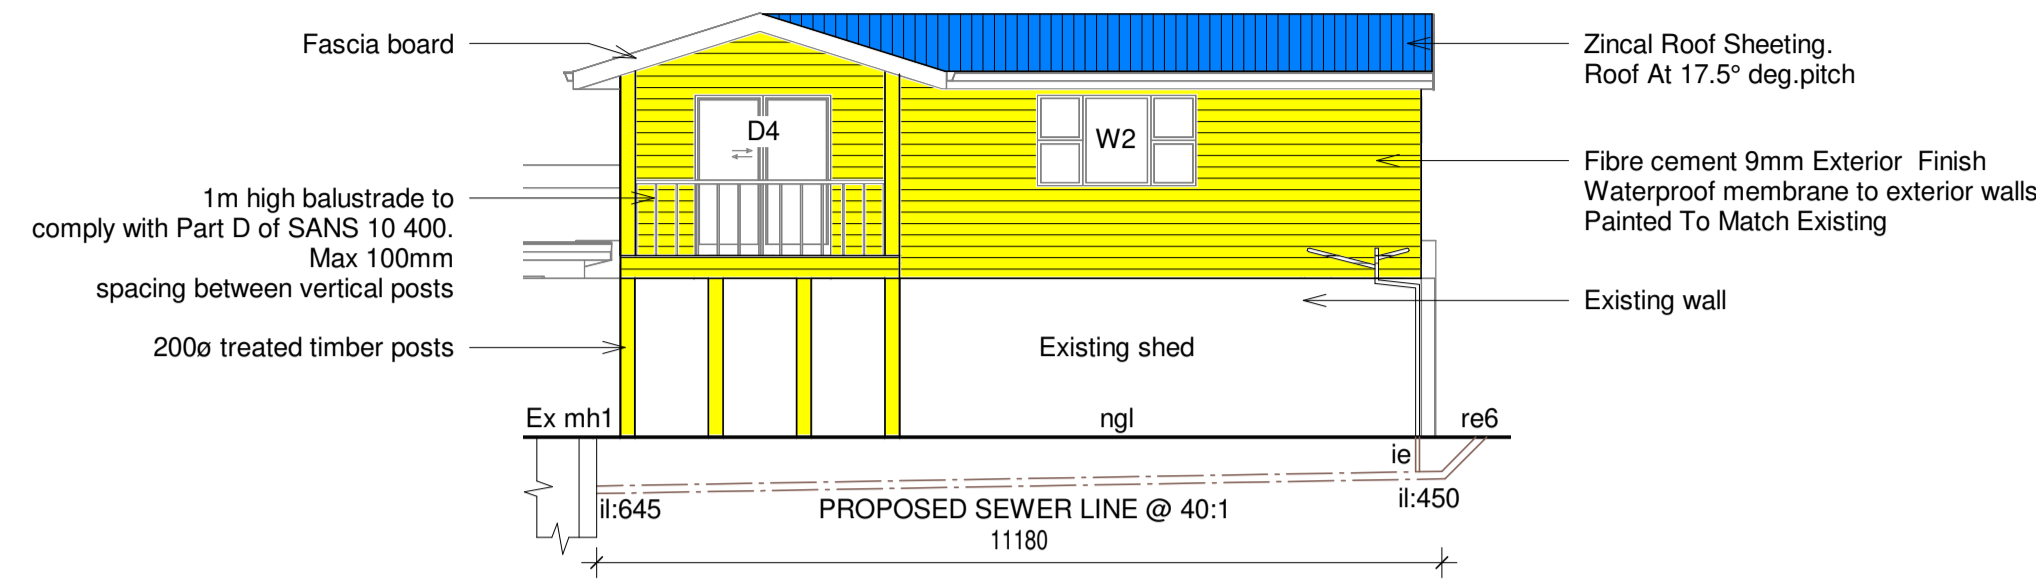 Fascia board
Zincal Roof Sheeting.
Roof At 17.5° deg.pitch
D4
W2
Fibre cement 9mm Exterior  Finish
Waterproof membrane to exterior walls
Painted To Match Existing
1m high balustrade to
comply with Part D of SANS 10 400.
Max 100mm
spacing between vertical posts
Existing wall
200ø treated timber posts
Existing shed
Ex mh1
ngl
re6
ie
il:645
PROPOSED SEWER LINE @ 40:1
il:450
11180